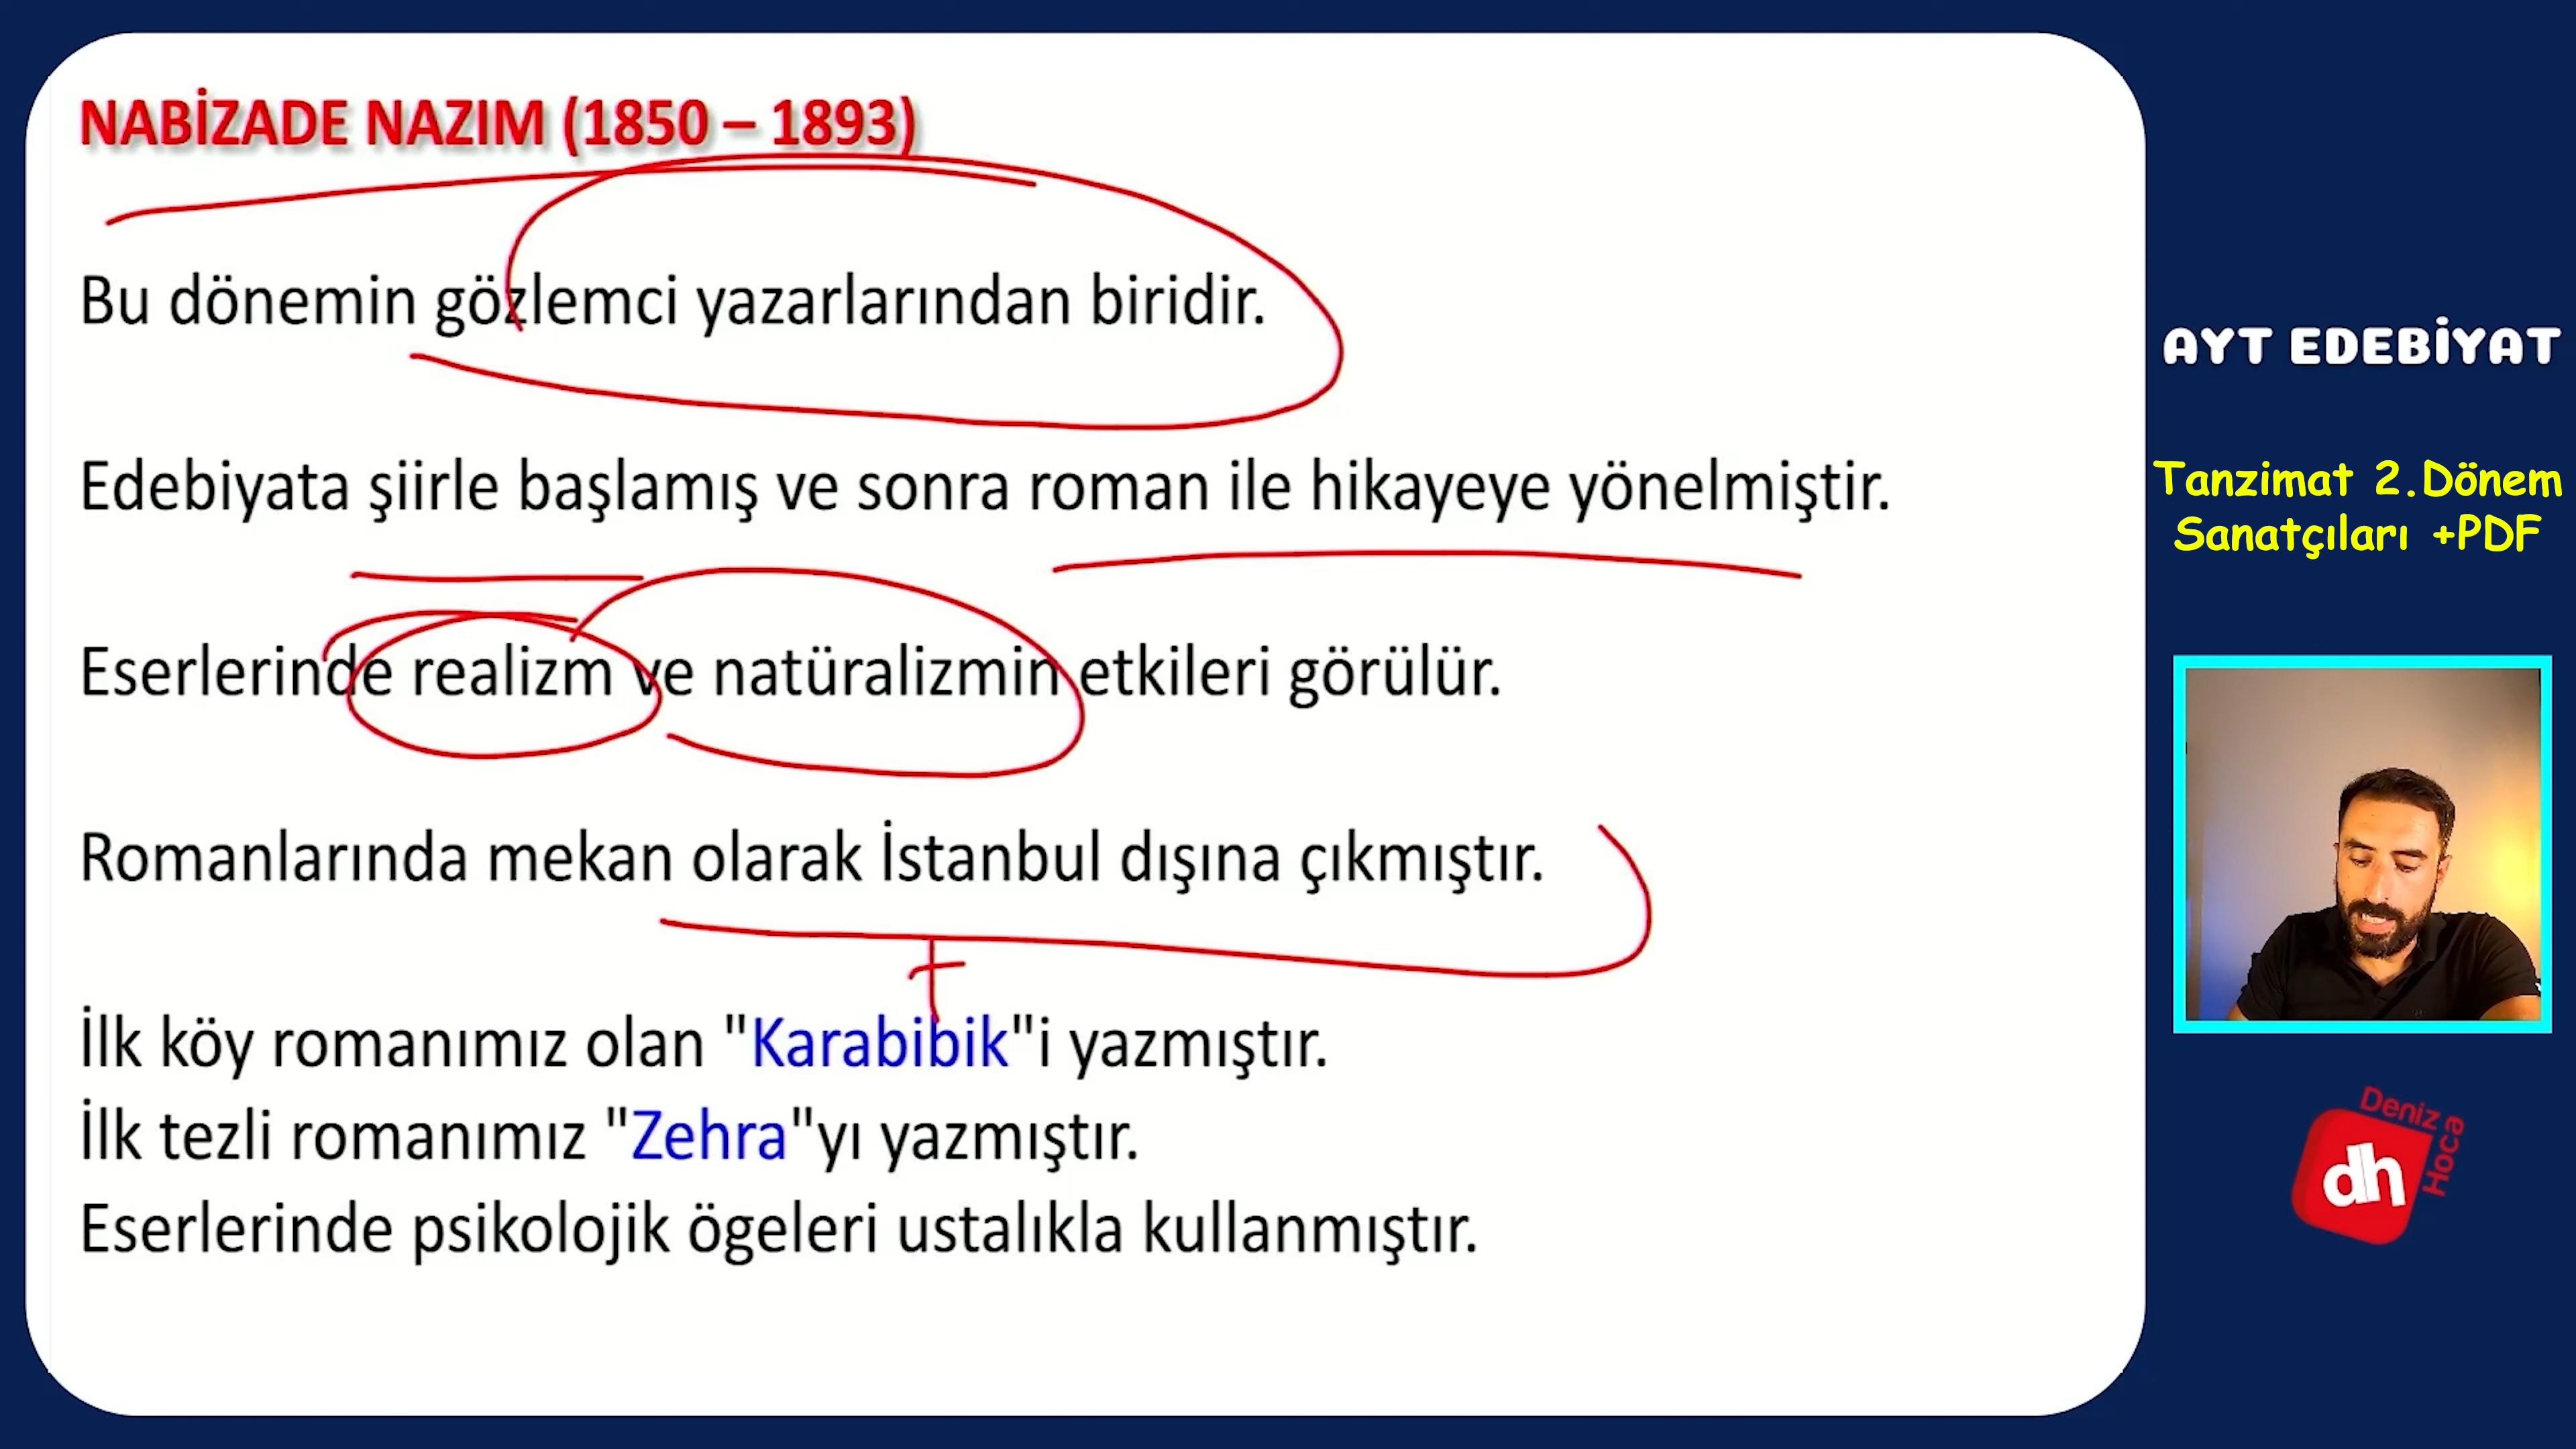 NABİZADE NAZIM (1850 – 1893)
Bu dönemin gözlemci yazarlarından biridir.
Edebiyata şiirle başlamış ve sonra roman ile hikayeye yönelmiştir.
Eserlerinde realizm ve natüralizmin etkileri görülür.
Romanlarında mekan olarak İstanbul dışına çıkmıştır.
İlk köy romanımız olan "Karabibik"i yazmıştır.
İlk tezli romanımız "Zehra"yı yazmıştır.
Eserlerinde psikolojik ögeleri ustalıkla kullanmıştır.
AYT EDEBİYAT
Tanzimat 2.Dönem
Sanatçıları +PDF
Deniz Hoca
dh